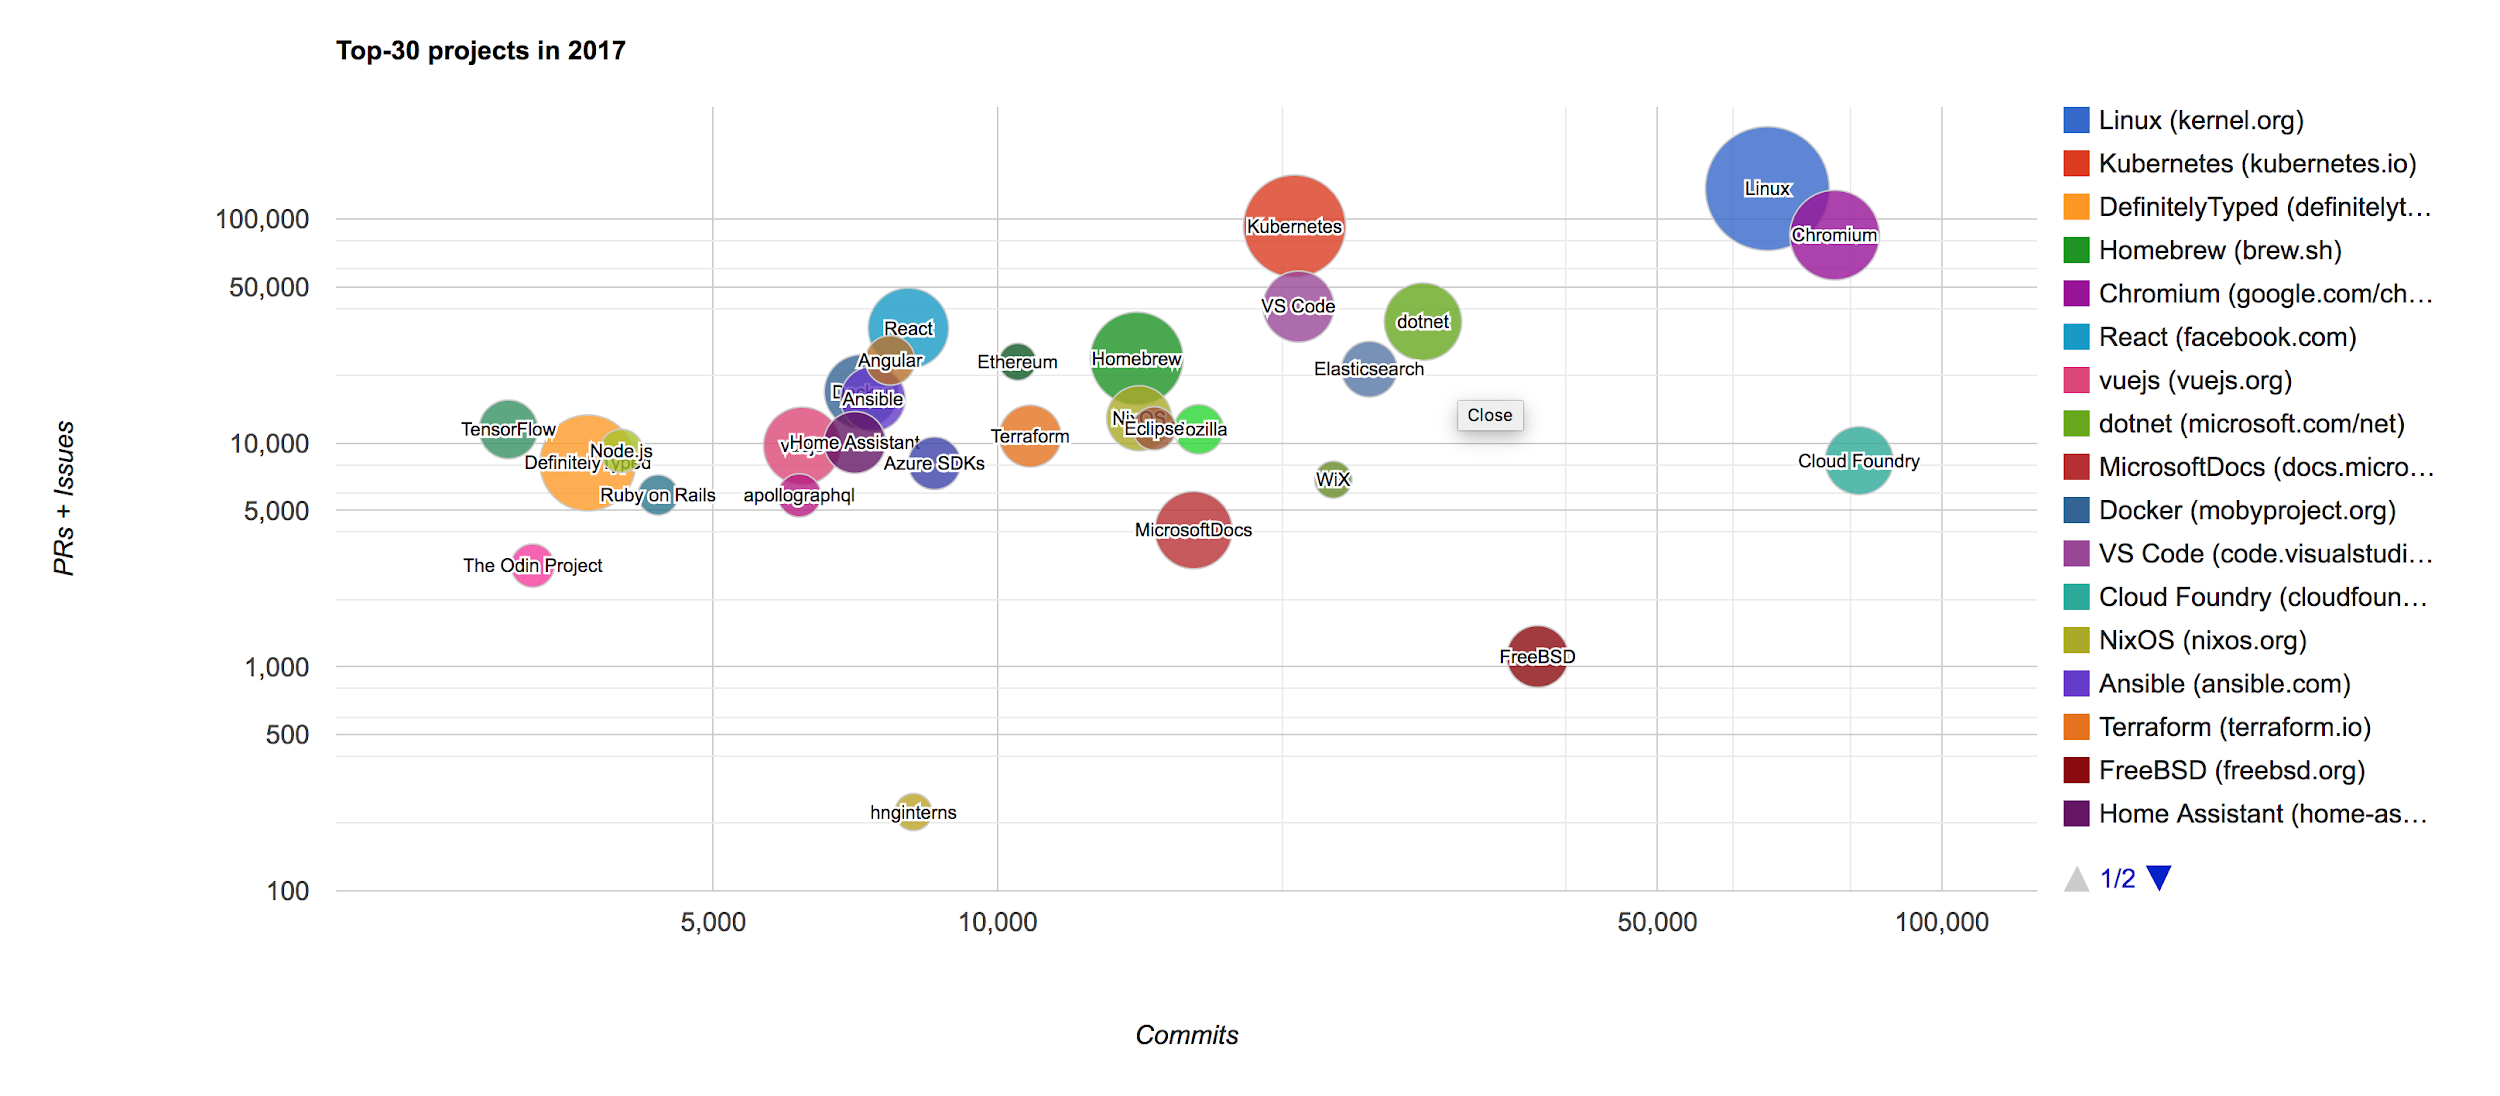 Top-30 projects in 2017
PRs + Issues
100,000
50,000
10,000
5,000
1,000
500
100
5,000
10,000
50,000
100,000
Commits
Linux
Kubernetes
Chromium
VS Code
dotnet
React
Angular
Ethereum
Homebrew
Elasticsearch
Ansible
Close
TensorFlow
Node.js
DefinitelyTyped
Home Assistant
Terraform
NixOS
Eclipse
ozilla
Azure SDKs
Cloud Foundry
WiX
Ruby on Rails
apollographql
MicrosoftDocs
The Odin Project
FreeBSD
hnginterns
Linux (kernel.org)
Kubernetes (kubernetes.io)
DefinitelyTyped (definitelyt…
Homebrew (brew.sh)
Chromium (google.com/ch…
React (facebook.com)
vuejs (vuejs.org)
dotnet (microsoft.com/net)
MicrosoftDocs (docs.micro…
Docker (mobyproject.org)
VS Code (code.visualstudi…
Cloud Foundry (cloudfoun…
NixOS (nixos.org)
Ansible (ansible.com)
Terraform (terraform.io)
FreeBSD (freebsd.org)
Home Assistant (home-as…
1/2